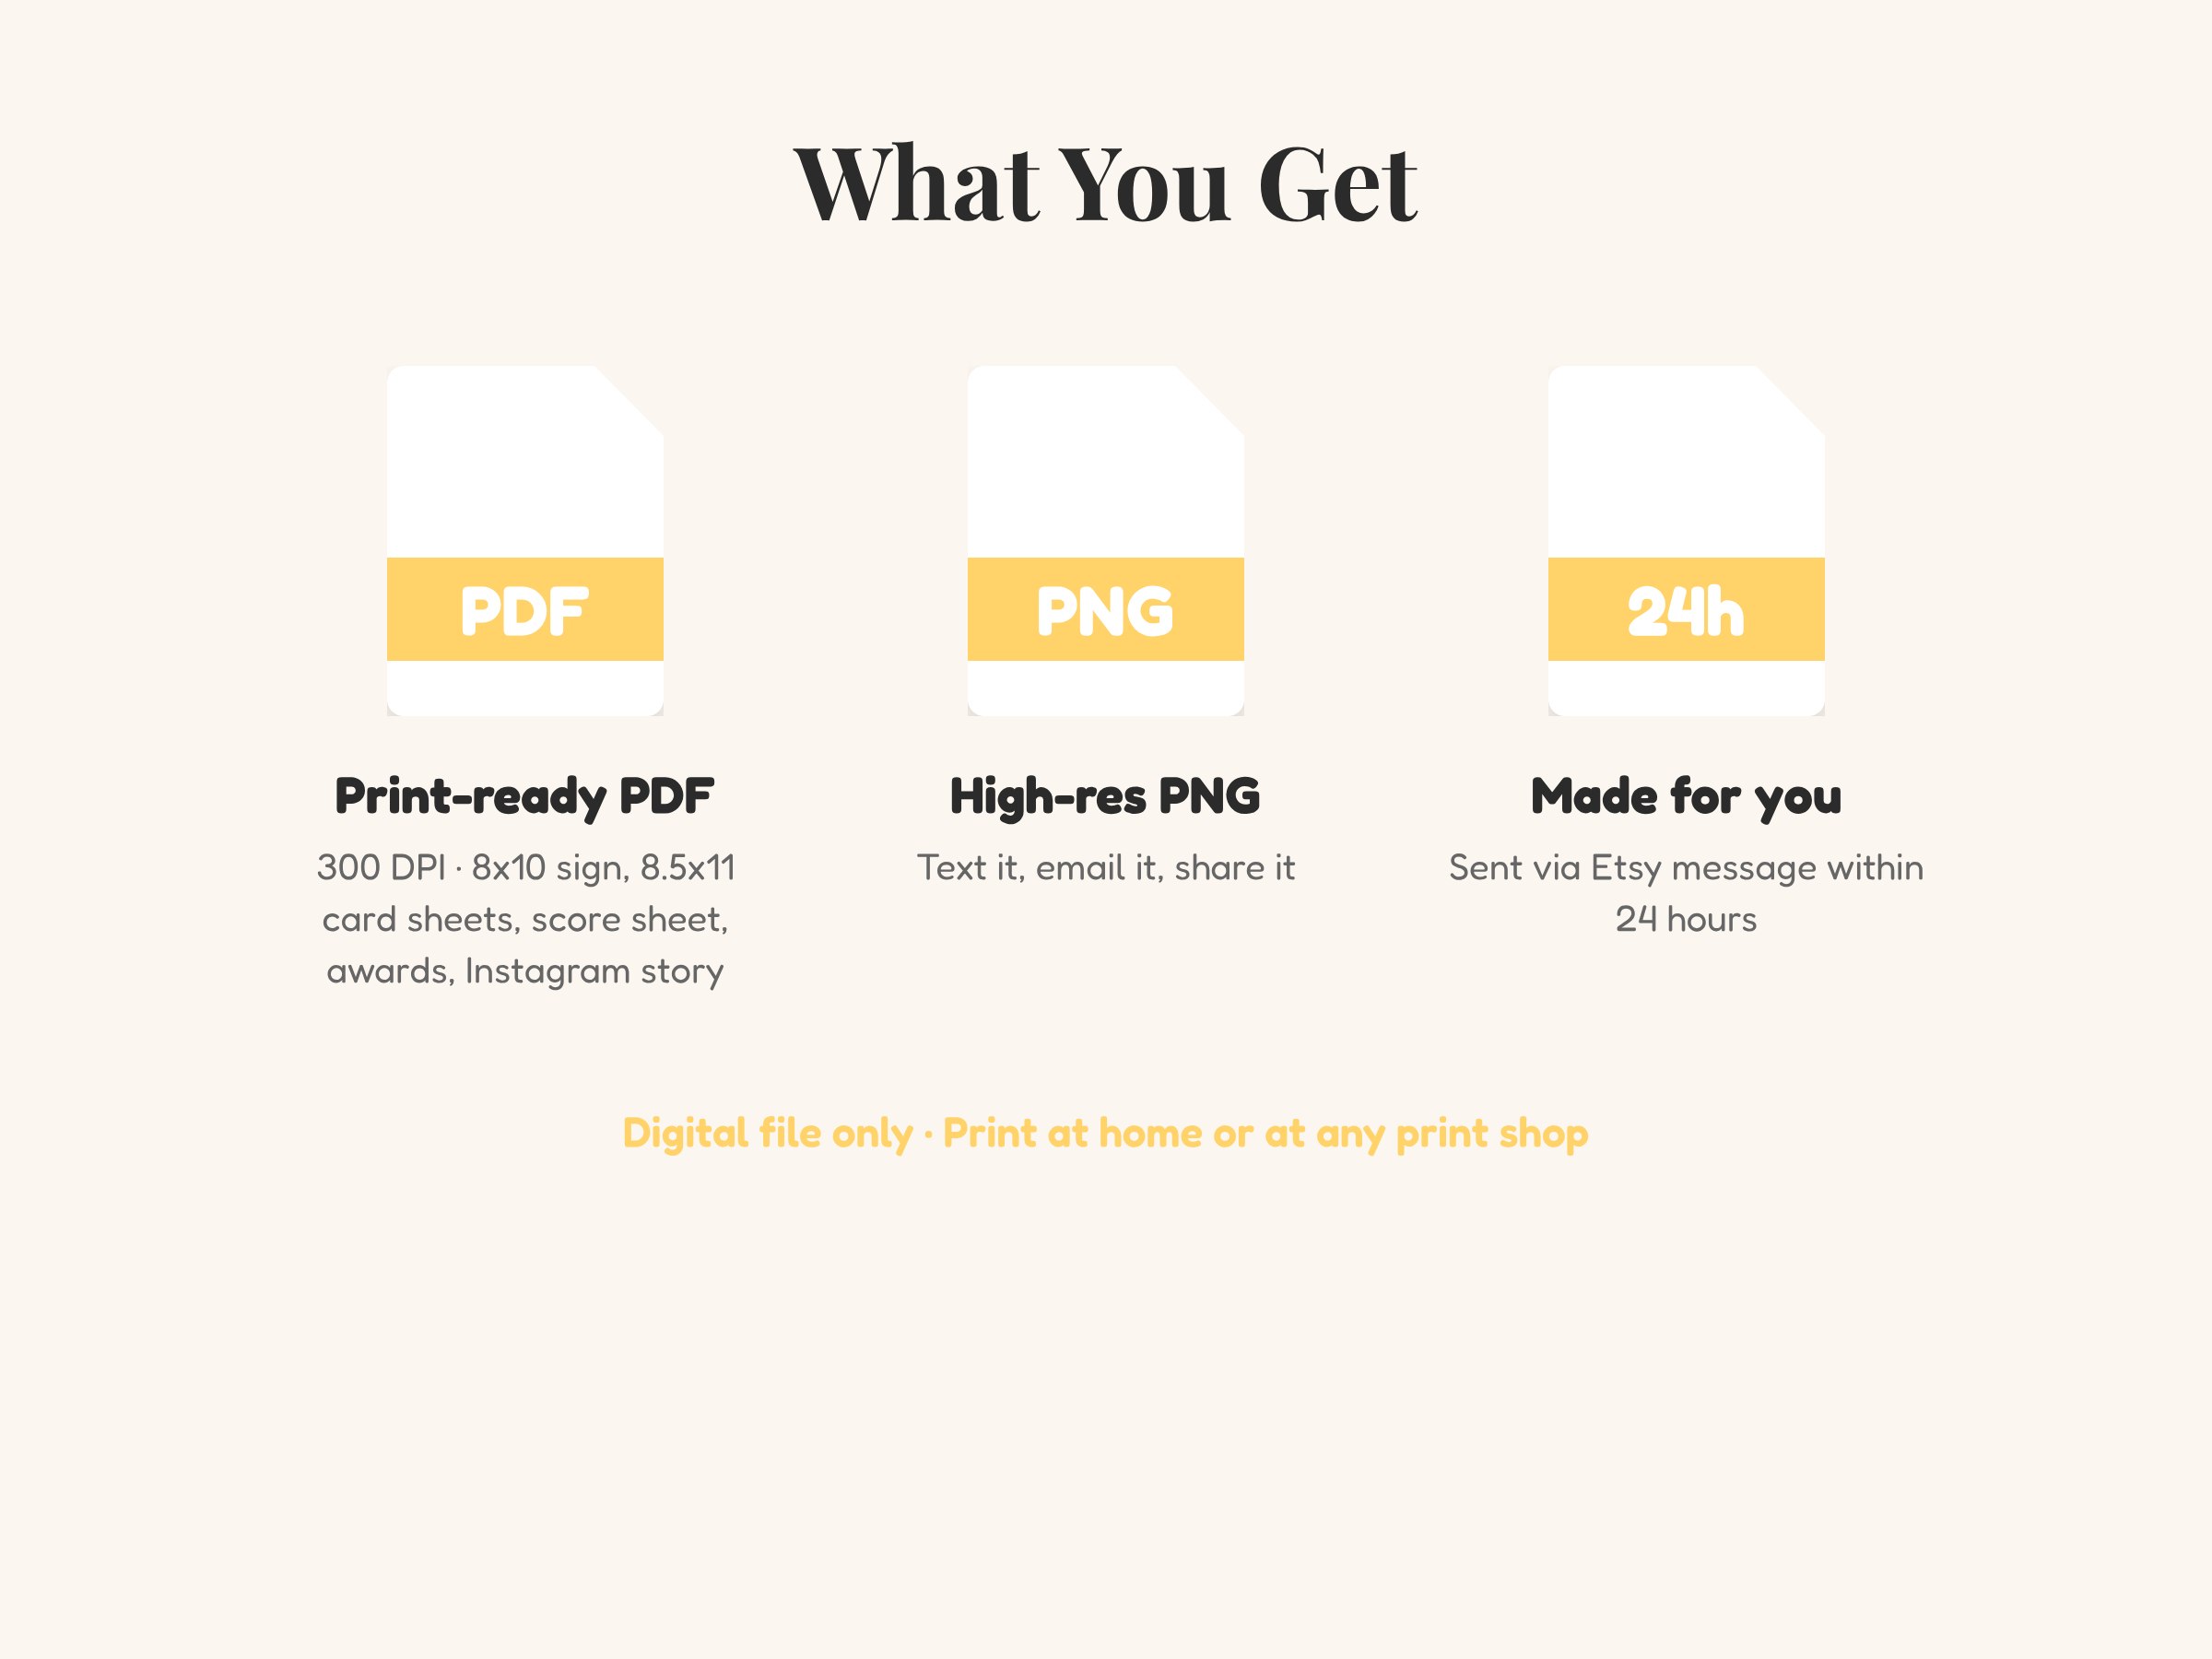 What You Get
PDF
PNG
24h
Print-ready PDF
300 DPI · 8x10 sign, 8.5x11
card sheets, score sheet,
awards, Instagram story
High-res PNG
Text it, email it, share it
Made for you
Sent via Etsy message within
24 hours
Digital file only · Print at home or at any print shop